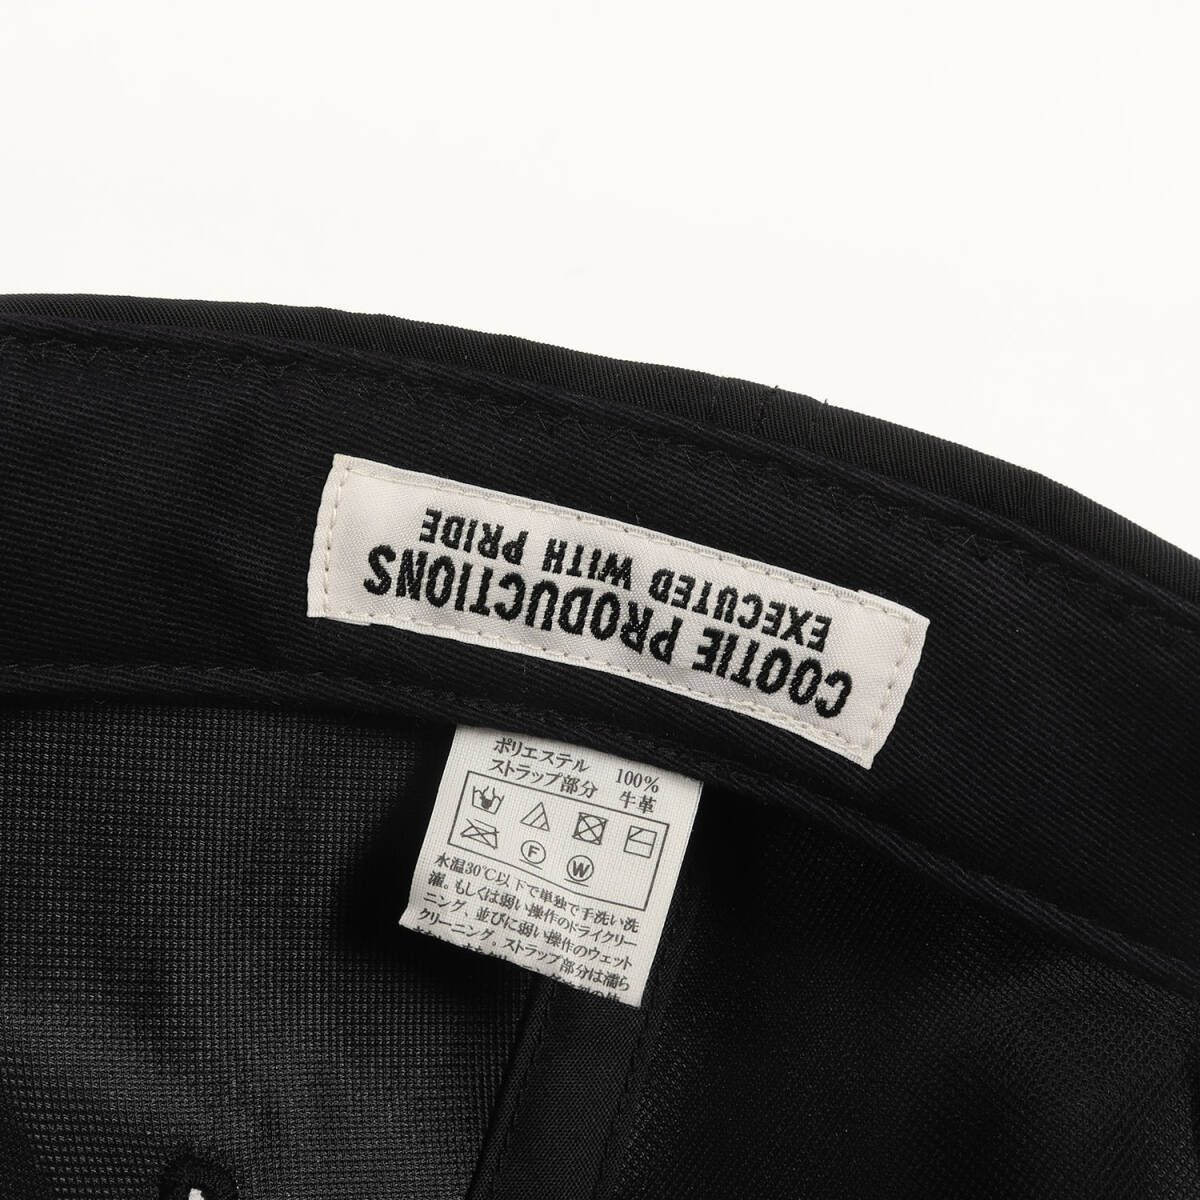 COOTIE PRODUCTIONS
EXECUTED WITH PRIDE
ポリエステル 100%
ストラップ部分 牛革
F W
水温30℃以下で単独で手洗い洗
濯。もしくは弱い操作のドライクリー
ニング、並びに弱い操作のウェット
クリーニング。ストラップ部分は濡ら